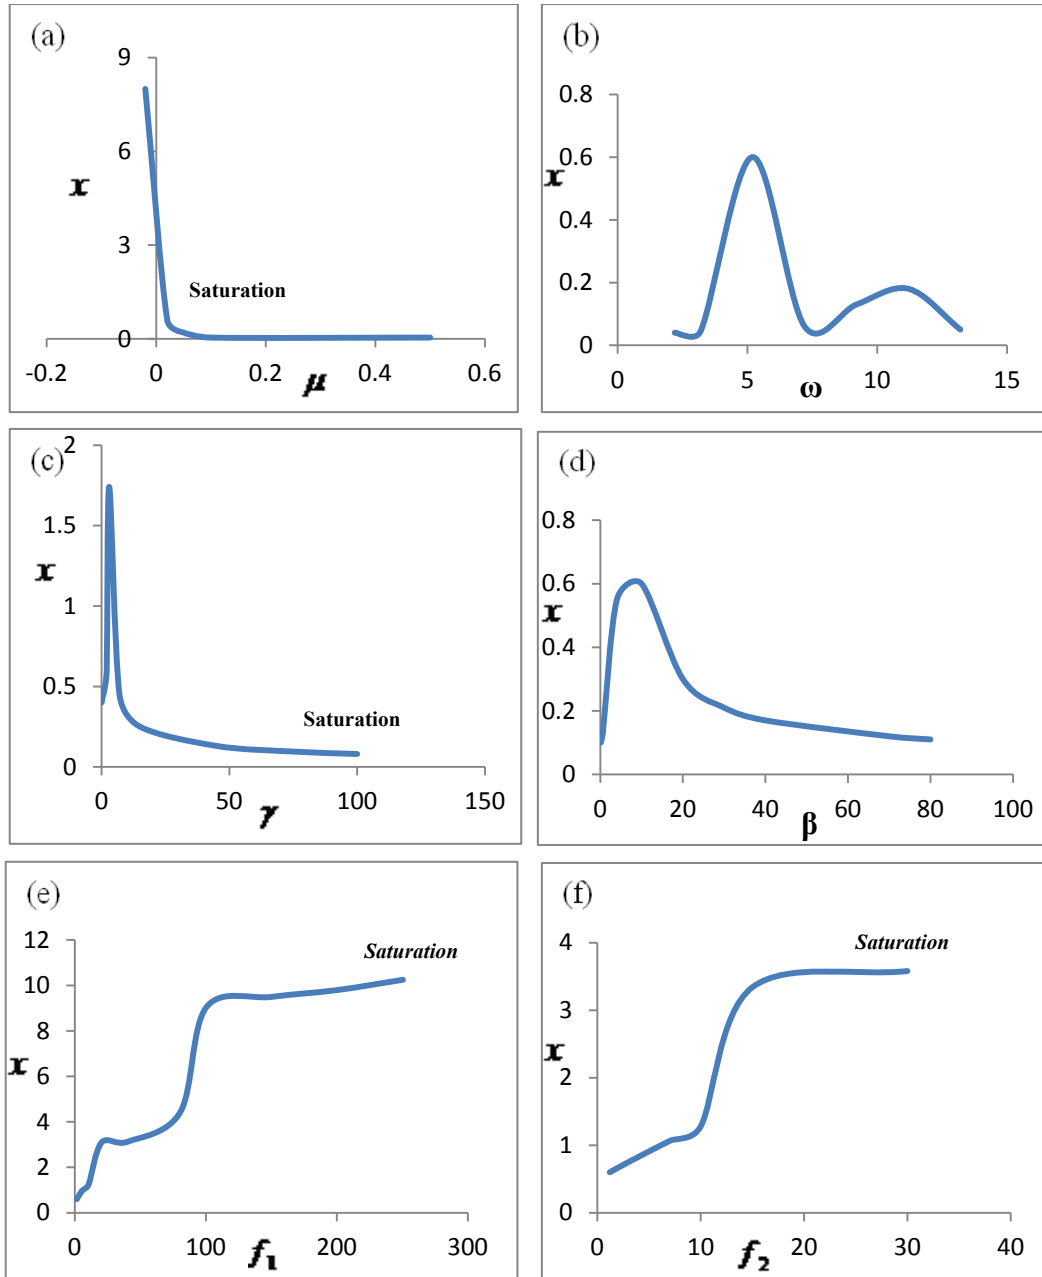 (a)
9
6
x
3
Saturation
0
-0.2 0 0.2 0.4 0.6
μ
(b)
0.8
x
0.6
0.4
0.2
0
0 5 10 15
ω
(c)
2
1.5
x
1
0.5
Saturation
0
0 50 100 150
γ
(d)
0.8
0.6
x
0.4
0.2
0
0 20 40 60 80 100
β
(e)
12
Saturation
10
8
x
6
4
2
0
0 100 200 300
f1
(f)
4
Saturation
3
x
2
1
0
0 10 20 30 40
f2